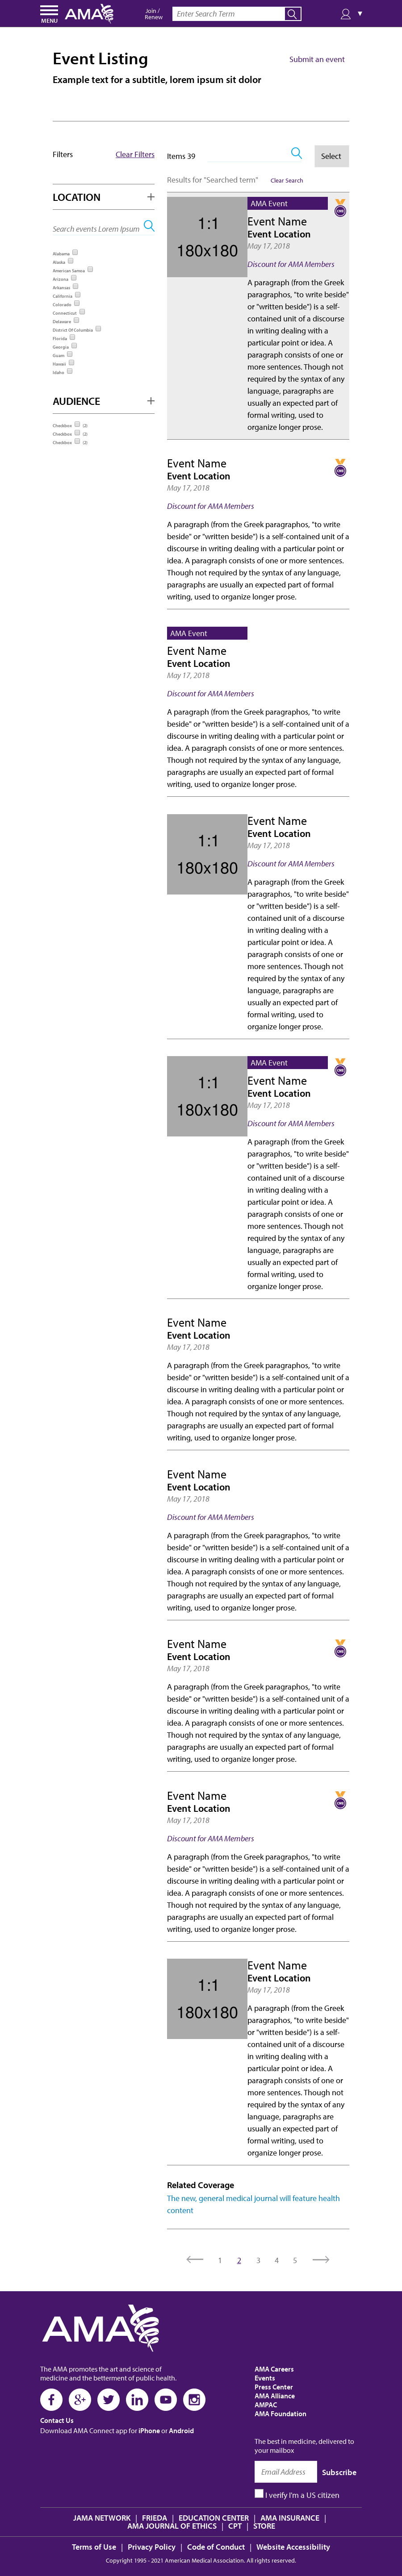 MENU
AMA
Join /
Renew
Enter Search Term
Event Listing
Submit an event
Example text for a subtitle, lorem ipsum sit dolor
Filters
Clear Filters
LOCATION
Search events Lorem Ipsum
Alabama
Alaska
American Samoa
Arizona
Arkansas
California
Colorado
Connecticut
Delaware
District Of Columbia
Florida
Georgia
Guam
Hawaii
Idaho
AUDIENCE
Checkbox (2)
Checkbox (2)
Checkbox (2)
Items 39
Select
Results for "Searched term"
Clear Search
1:1
180x180
AMA Event
CME
Event Name
Event Location
May 17, 2018
Discount for AMA Members
A paragraph (from the Greek
paragraphos, "to write beside"
or "written beside") is a self-
contained unit of a discourse
in writing dealing with a
particular point or idea. A
paragraph consists of one or
more sentences. Though not
required by the syntax of any
language, paragraphs are
usually an expected part of
formal writing, used to
organize longer prose.
Event Name
CME
Event Location
May 17, 2018
Discount for AMA Members
A paragraph (from the Greek paragraphos, "to write
beside" or "written beside") is a self-contained unit of a
discourse in writing dealing with a particular point or
idea. A paragraph consists of one or more sentences.
Though not required by the syntax of any language,
paragraphs are usually an expected part of formal
writing, used to organize longer prose.
AMA Event
Event Name
Event Location
May 17, 2018
Discount for AMA Members
A paragraph (from the Greek paragraphos, "to write
beside" or "written beside") is a self-contained unit of a
discourse in writing dealing with a particular point or
idea. A paragraph consists of one or more sentences.
Though not required by the syntax of any language,
paragraphs are usually an expected part of formal
writing, used to organize longer prose.
1:1
180x180
Event Name
Event Location
May 17, 2018
Discount for AMA Members
A paragraph (from the Greek
paragraphos, "to write beside"
or "written beside") is a self-
contained unit of a discourse
in writing dealing with a
particular point or idea. A
paragraph consists of one or
more sentences. Though not
required by the syntax of any
language, paragraphs are
usually an expected part of
formal writing, used to
organize longer prose.
1:1
180x180
AMA Event
CME
Event Name
Event Location
May 17, 2018
Discount for AMA Members
A paragraph (from the Greek
paragraphos, "to write beside"
or "written beside") is a self-
contained unit of a discourse
in writing dealing with a
particular point or idea. A
paragraph consists of one or
more sentences. Though not
required by the syntax of any
language, paragraphs are
usually an expected part of
formal writing, used to
organize longer prose.
Event Name
Event Location
May 17, 2018
A paragraph (from the Greek paragraphos, "to write
beside" or "written beside") is a self-contained unit of a
discourse in writing dealing with a particular point or
idea. A paragraph consists of one or more sentences.
Though not required by the syntax of any language,
paragraphs are usually an expected part of formal
writing, used to organize longer prose.
Event Name
Event Location
May 17, 2018
Discount for AMA Members
A paragraph (from the Greek paragraphos, "to write
beside" or "written beside") is a self-contained unit of a
discourse in writing dealing with a particular point or
idea. A paragraph consists of one or more sentences.
Though not required by the syntax of any language,
paragraphs are usually an expected part of formal
writing, used to organize longer prose.
Event Name
CME
Event Location
May 17, 2018
A paragraph (from the Greek paragraphos, "to write
beside" or "written beside") is a self-contained unit of a
discourse in writing dealing with a particular point or
idea. A paragraph consists of one or more sentences.
Though not required by the syntax of any language,
paragraphs are usually an expected part of formal
writing, used to organize longer prose.
Event Name
CME
Event Location
May 17, 2018
Discount for AMA Members
A paragraph (from the Greek paragraphos, "to write
beside" or "written beside") is a self-contained unit of a
discourse in writing dealing with a particular point or
idea. A paragraph consists of one or more sentences.
Though not required by the syntax of any language,
paragraphs are usually an expected part of formal
writing, used to organize longer prose.
1:1
180x180
Event Name
Event Location
May 17, 2018
A paragraph (from the Greek
paragraphos, "to write beside"
or "written beside") is a self-
contained unit of a discourse
in writing dealing with a
particular point or idea. A
paragraph consists of one or
more sentences. Though not
required by the syntax of any
language, paragraphs are
usually an expected part of
formal writing, used to
organize longer prose.
Related Coverage
The new, general medical journal will feature health
content
1 2 3 4 5
AMA
The AMA promotes the art and science of
medicine and the betterment of public health.
Contact Us
Download AMA Connect app for iPhone or Android
AMA Careers
Events
Press Center
AMA Alliance
AMPAC
AMA Foundation
The best in medicine, delivered to
your mailbox
Email Address
Subscribe
I verify I'm a US citizen
JAMA NETWORK | FRIEDA | EDUCATION CENTER | AMA INSURANCE |
AMA JOURNAL OF ETHICS | CPT | STORE
Terms of Use | Privacy Policy | Code of Conduct | Website Accessibility
Copyright 1995 - 2021 American Medical Association. All rights reserved.